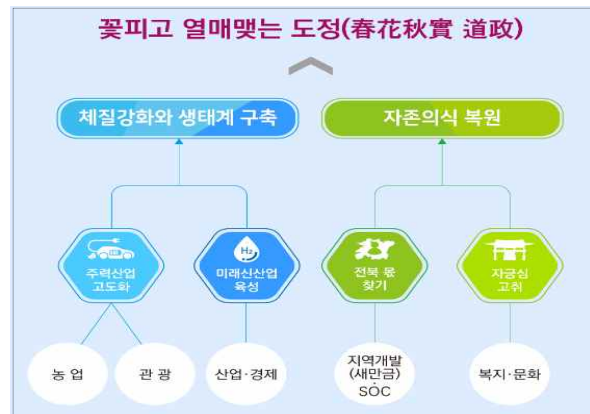 꽃피고 열매맺는 도정(春花秋實 道政)
체질강화와 생태계 구축
자존의식 복원
주력산업
고도화
H₂
미래신산업
육성
전북 몫
찾기
자긍심
고취
농 업
관 광
산업·경제
지역개발
(새만금)
SOC
복지·문화